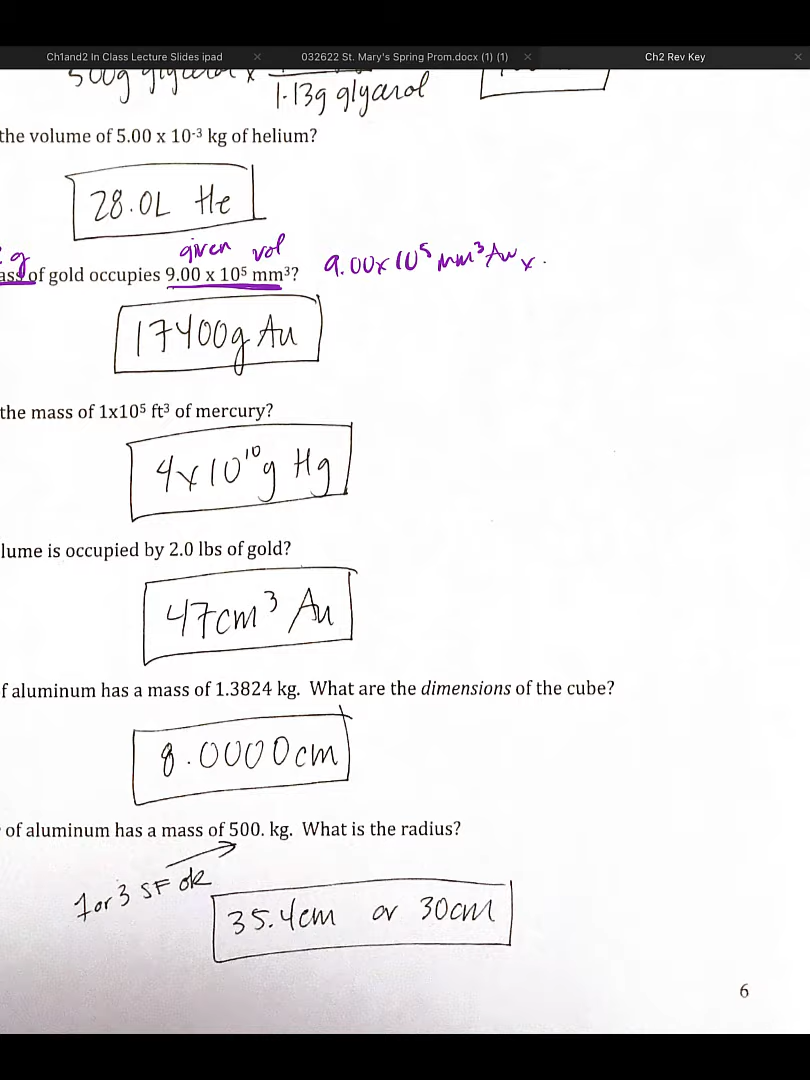 Ch1and2 In Class Lecture Slides ipad × 032622 St. Mary's Spring Prom.docx (1) (1) × Ch2 Rev Key ×
500g glycerol x
1.13g glycerol
the volume of 5.00 x 10⁻³ kg of helium?
28.0L He
g given vol
ass of gold occupies 9.00 x 10⁵ mm³? 9.00x10⁵ mm³ Au x
17400g Au
the mass of 1x10⁵ ft³ of mercury?
4x10¹⁰g Hg
lume is occupied by 2.0 lbs of gold?
47cm³ Au
f aluminum has a mass of 1.3824 kg. What are the dimensions of the cube?
8.0000cm
of aluminum has a mass of 500. kg. What is the radius?
1 or 3 SF ok
35.4cm or 30cm
6